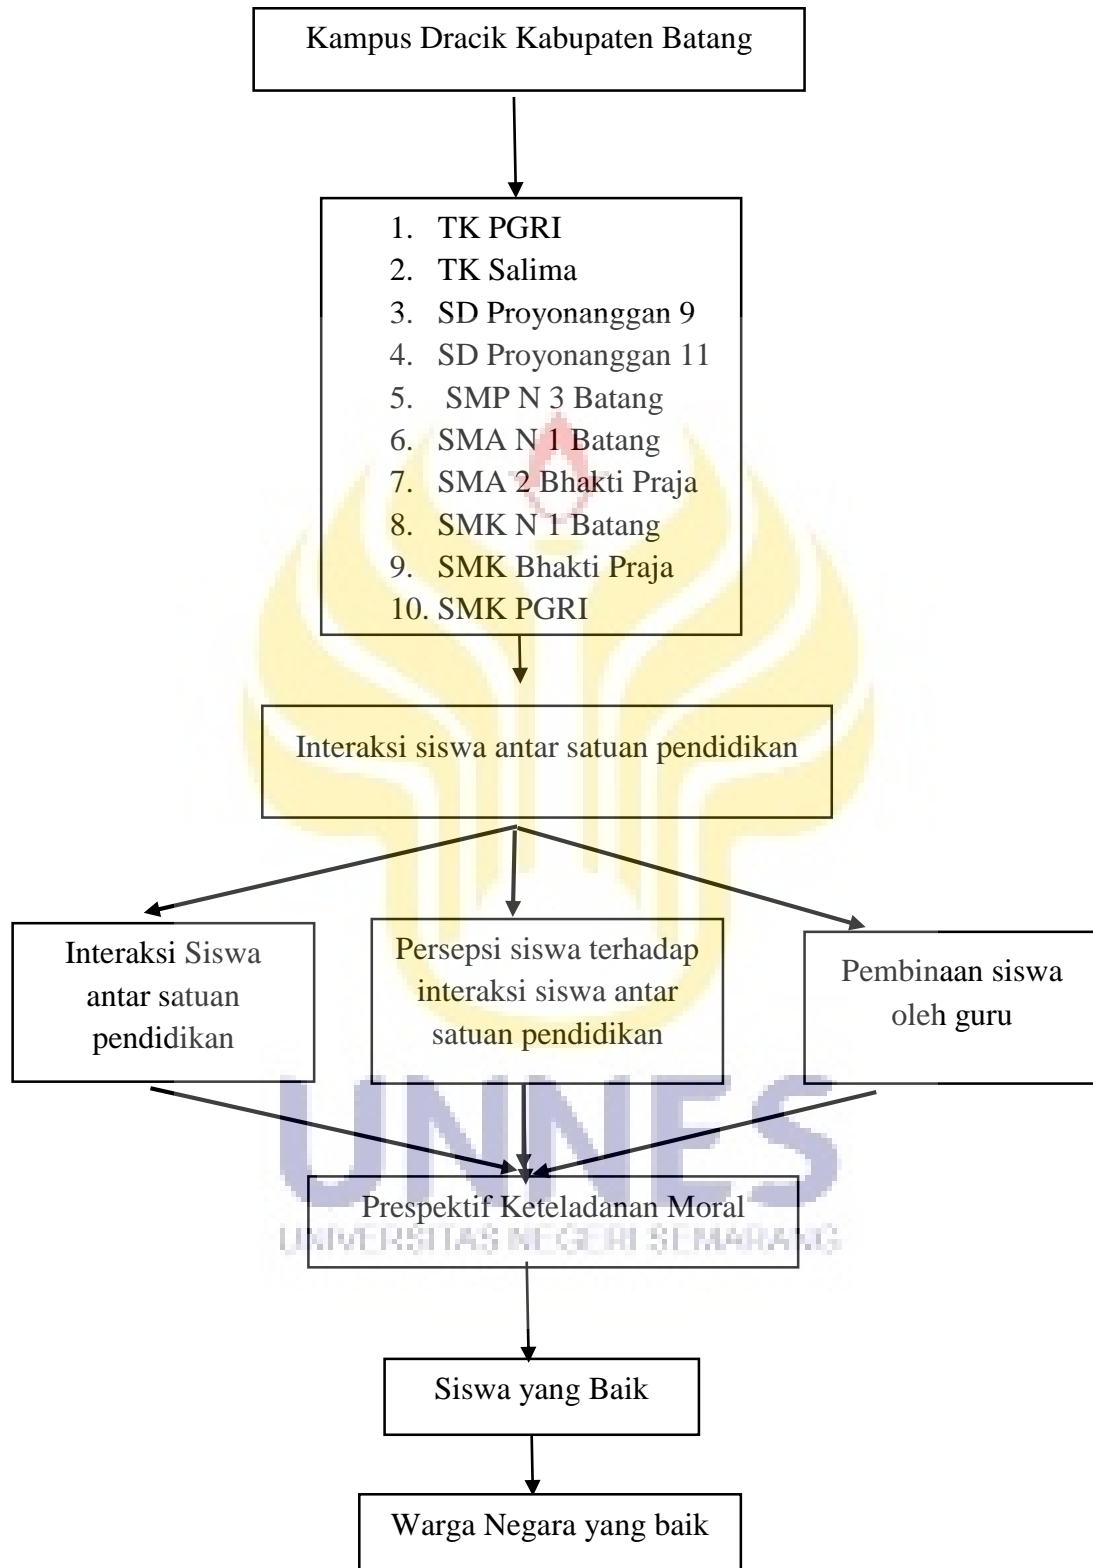 Kampus Dracik Kabupaten Batang
1. TK PGRI
2. TK Salima
3. SD Proyonanggan 9
4. SD Proyonanggan 11
5. SMP N 3 Batang
6. SMA N 1 Batang
7. SMA 2 Bhakti Praja
8. SMK N 1 Batang
9. SMK Bhakti Praja
10. SMK PGRI
Interaksi siswa antar satuan pendidikan
Interaksi Siswa
antar satuan
pendidikan
Persepsi siswa terhadap
interaksi siswa antar
satuan pendidikan
Pembinaan siswa
oleh guru
UNNES
Prespektif Keteladanan Moral
UNIVERSITAS NEGERI SEMARANG
Siswa yang Baik
Warga Negara yang baik